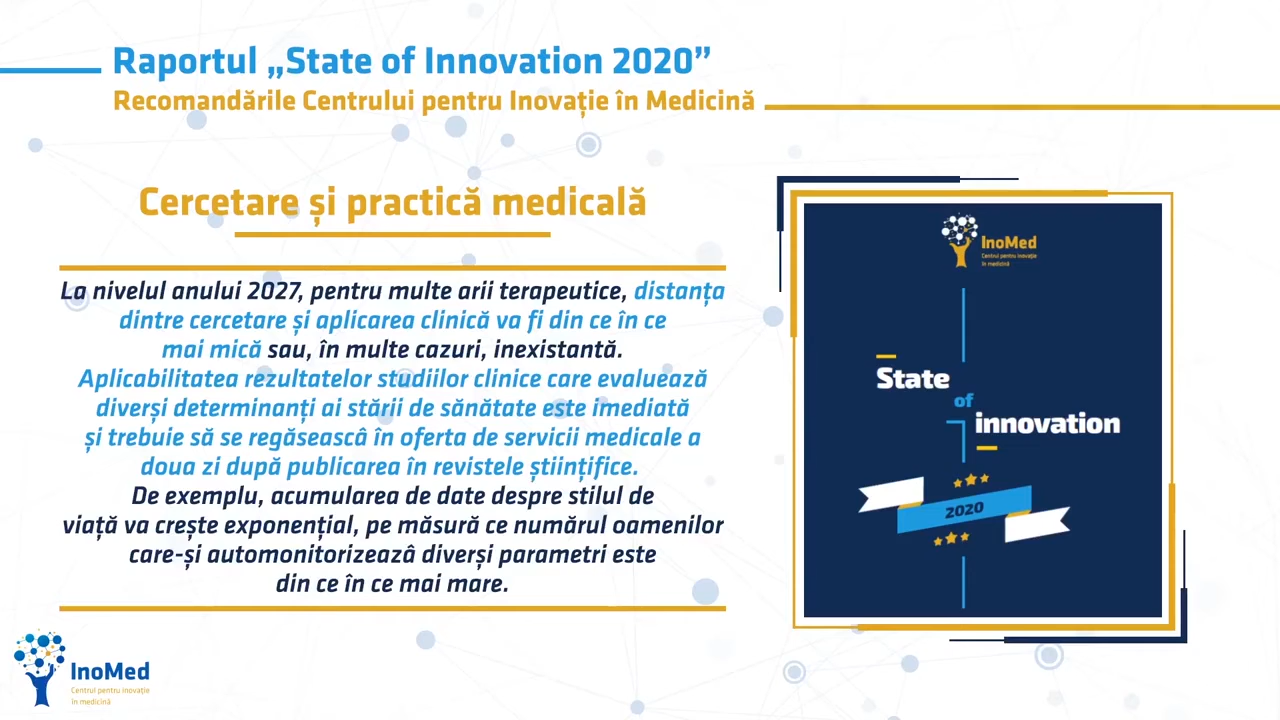 Raportul „State of Innovation 2020”
Recomandările Centrului pentru Inovație în Medicină
Cercetare și practică medicală
La nivelul anului 2027, pentru multe arii terapeutice, distanța
dintre cercetare și aplicarea clinică va fi din ce în ce
mai mică sau, în multe cazuri, inexistantă.
Aplicabilitatea rezultatelor studiilor clinice care evaluează
diverși determinanți ai stării de sănătate este imediată
și trebuie să se regăsească în oferta de servicii medicale a
doua zi după publicarea în revistele științifice.
De exemplu, acumularea de date despre stilul de
viață va crește exponențial, pe măsură ce numărul oamenilor
care-și automonitorizează diverși parametri este
din ce în ce mai mare.
InoMed
Centrul pentru inovație
în medicină
State
of
innovation
2020
InoMed
Centrul pentru inovație
în medicină